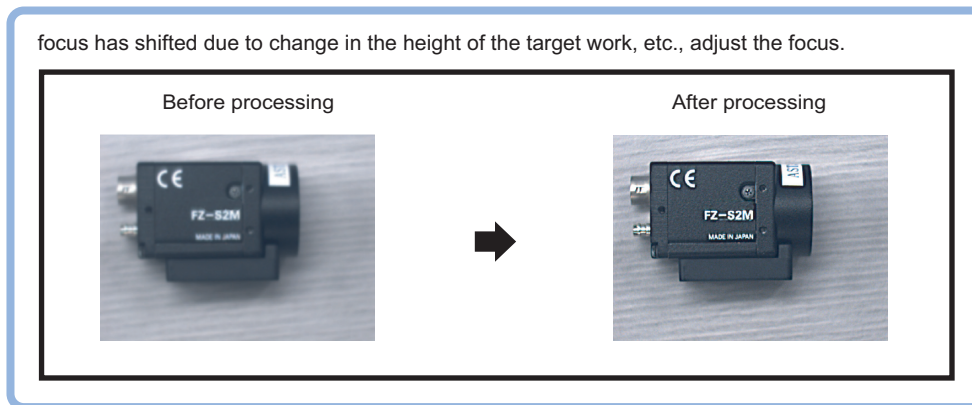 focus has shifted due to change in the height of the target work, etc., adjust the focus.
Before processing
After processing
CE
FZ-S2M
MADE IN JAPAN
CE
AST
FZ-S2M
MADE IN JAPAN